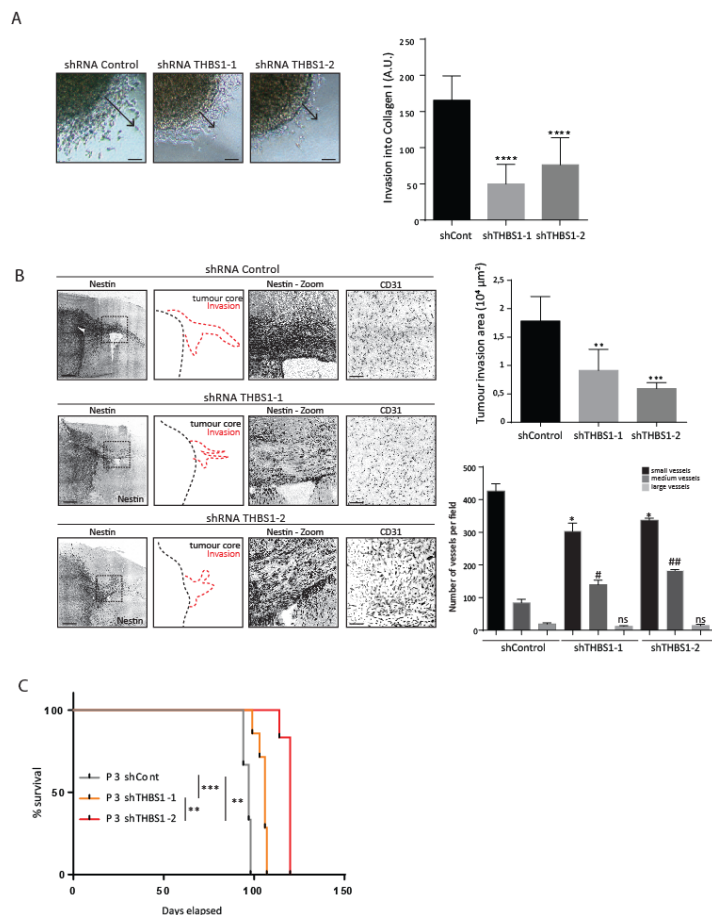 A
shRNA Control
shRNA THBS1-1
shRNA THBS1-2
Invasion into Collagen I (A.U.)
250
200
150
100
50
0
****
****
shCont
shTHBS1-1
shTHBS1-2
B
shRNA Control
Nestin
Nestin - Zoom
CD31
tumour core
Invasion
shRNA THBS1-1
Nestin
Nestin - Zoom
CD31
tumour core
Invasion
Nestin
shRNA THBS1-2
Nestin
Nestin - Zoom
CD31
tumour core
Invasion
Nestin
Tumour invasion area (10⁴ µm²)
2,5
2
1,5
1
0,5
0
**
***
shControl
shTHBS1-1
shTHBS1-2
Number of vessels per field
500
400
300
200
100
0
small vessels
medium vessels
large vessels
*
#
ns
*
##
ns
shControl
shTHBS1-1
shTHBS1-2
C
% survival
100
50
0
P 3 shCont
P 3 shTHBS1-1
P 3 shTHBS1-2
***
**
**
0
50
100
150
Days elapsed